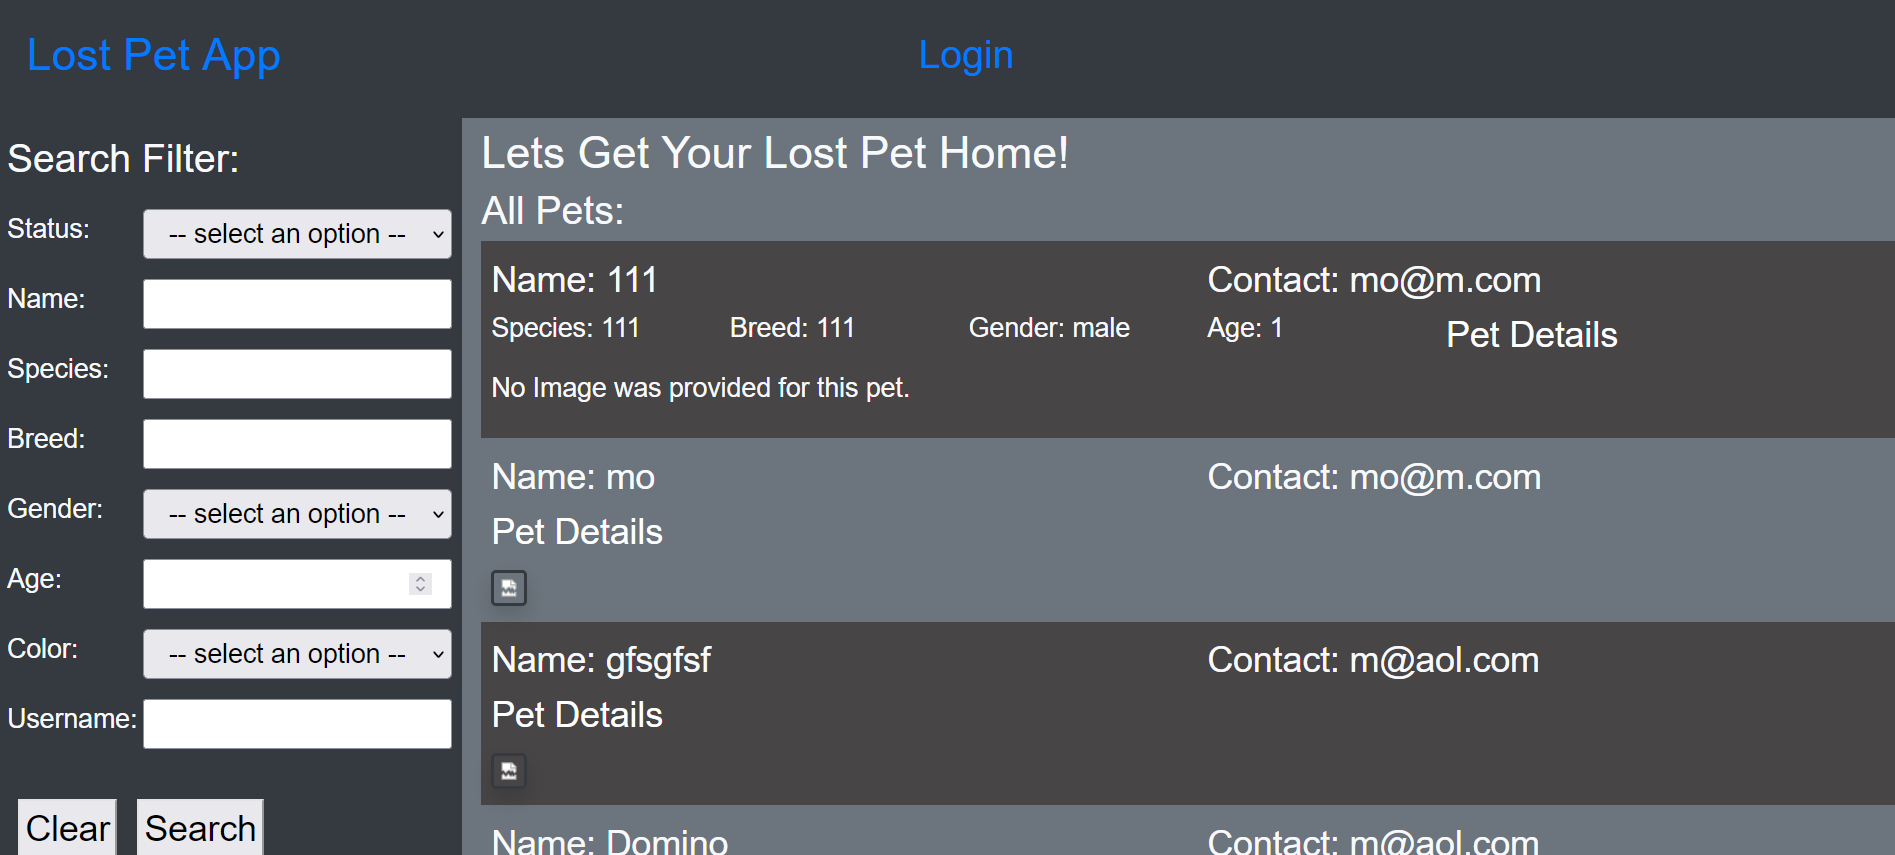 Lost Pet App Login
Search Filter:
Status: -- select an option --
Name:
Species:
Breed:
Gender: -- select an option --
Age:
Color: -- select an option --
Username:
Clear Search
Lets Get Your Lost Pet Home!
All Pets:
Name: 111 Contact: mo@m.com
Species: 111 Breed: 111 Gender: male Age: 1 Pet Details
No Image was provided for this pet.
Name: mo Contact: mo@m.com
Pet Details
Name: gfsgfsf Contact: m@aol.com
Pet Details
Name: Domino Contact: m@aol.com